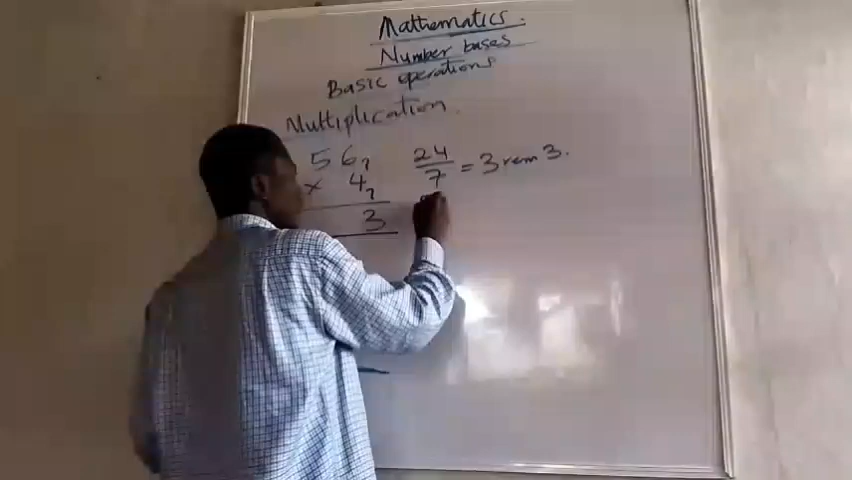 Mathematics.
Number bases
Basic operations
Multiplication.
56₇
× 4₇
3
24/7 = 3 rem 3.